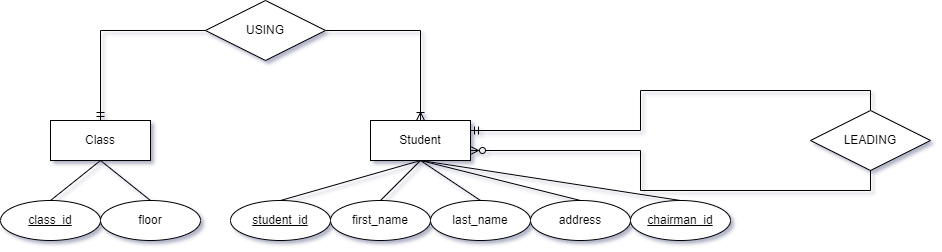 USING
Class
Student
LEADING
class_id
floor
student_id
first_name
last_name
address
chairman_id